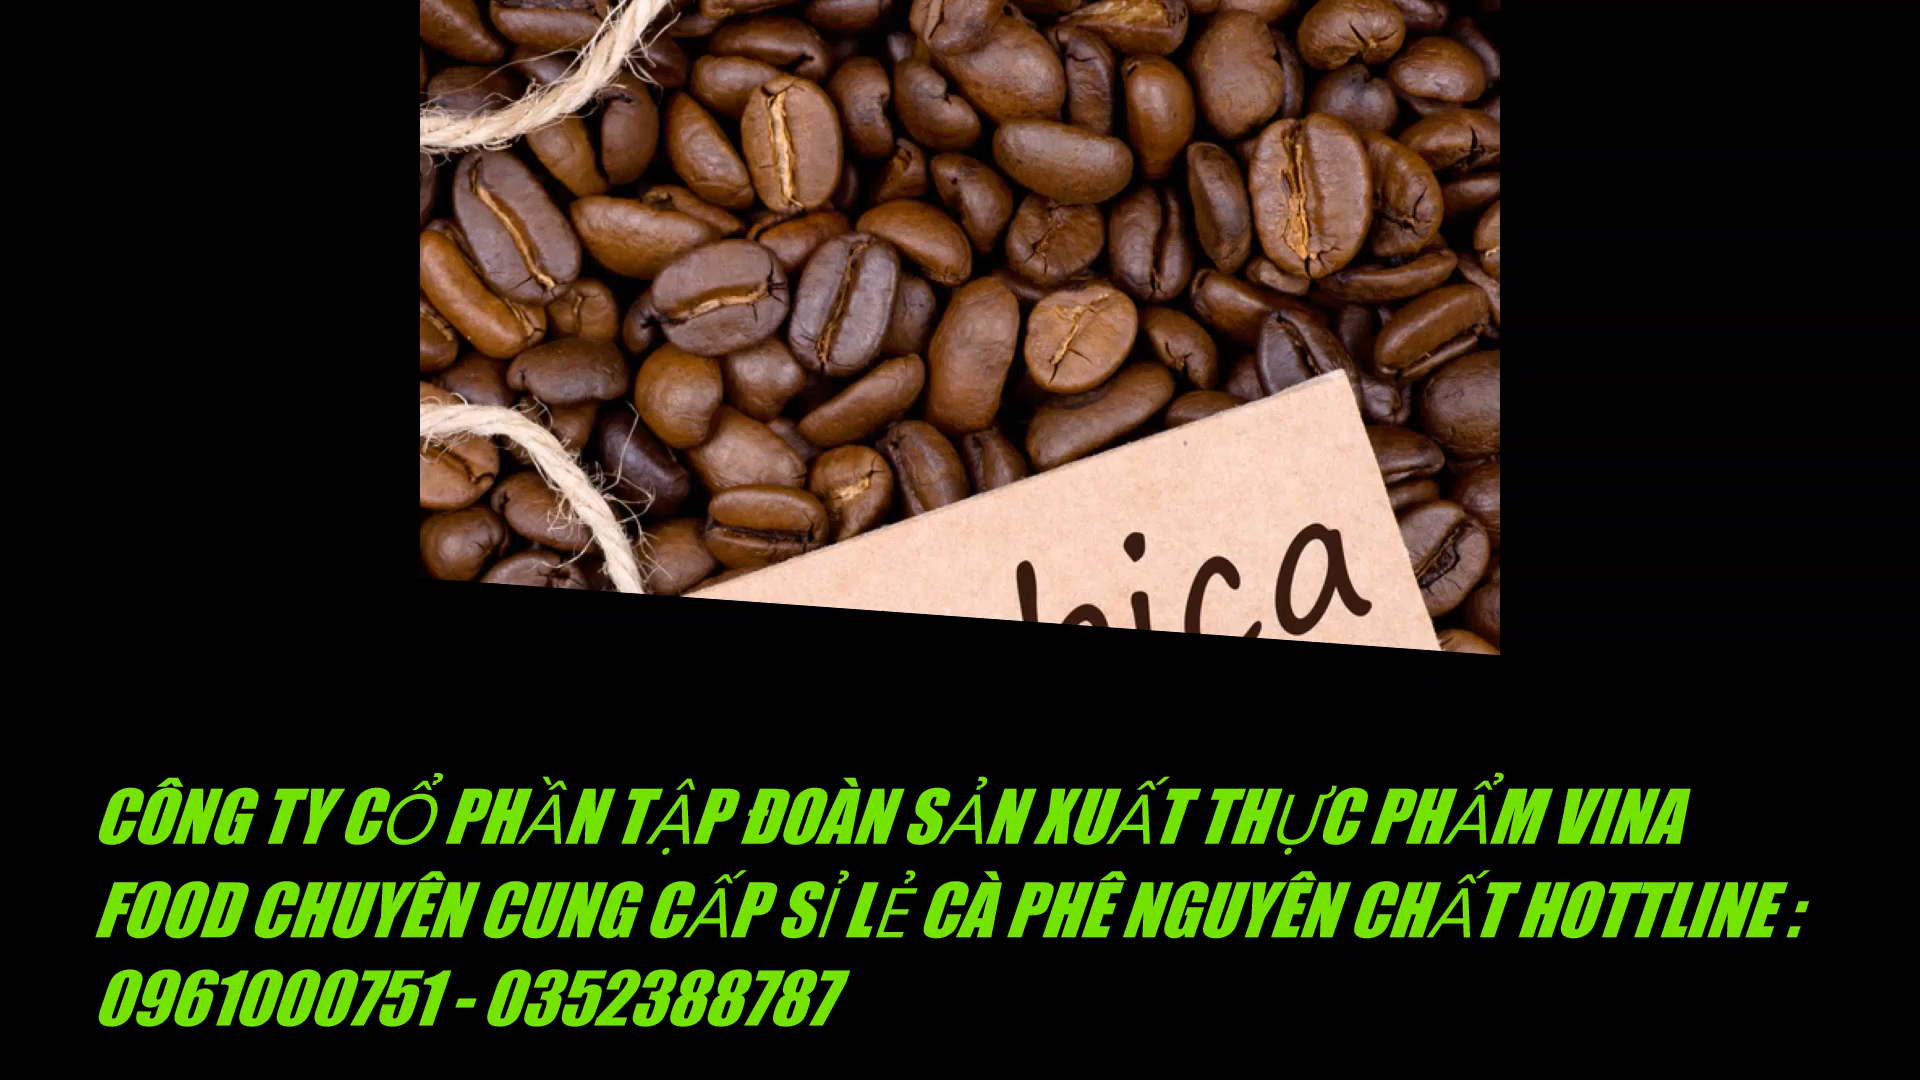 bica
CÔNG TY CỔ PHẦN TẬP ĐOÀN SẢN XUẤT THỰC PHẨM VINA
FOOD CHUYÊN CUNG CẤP SỈ LẺ CÀ PHÊ NGUYÊN CHẤT HOTTLINE :
0961000751 - 0352388787